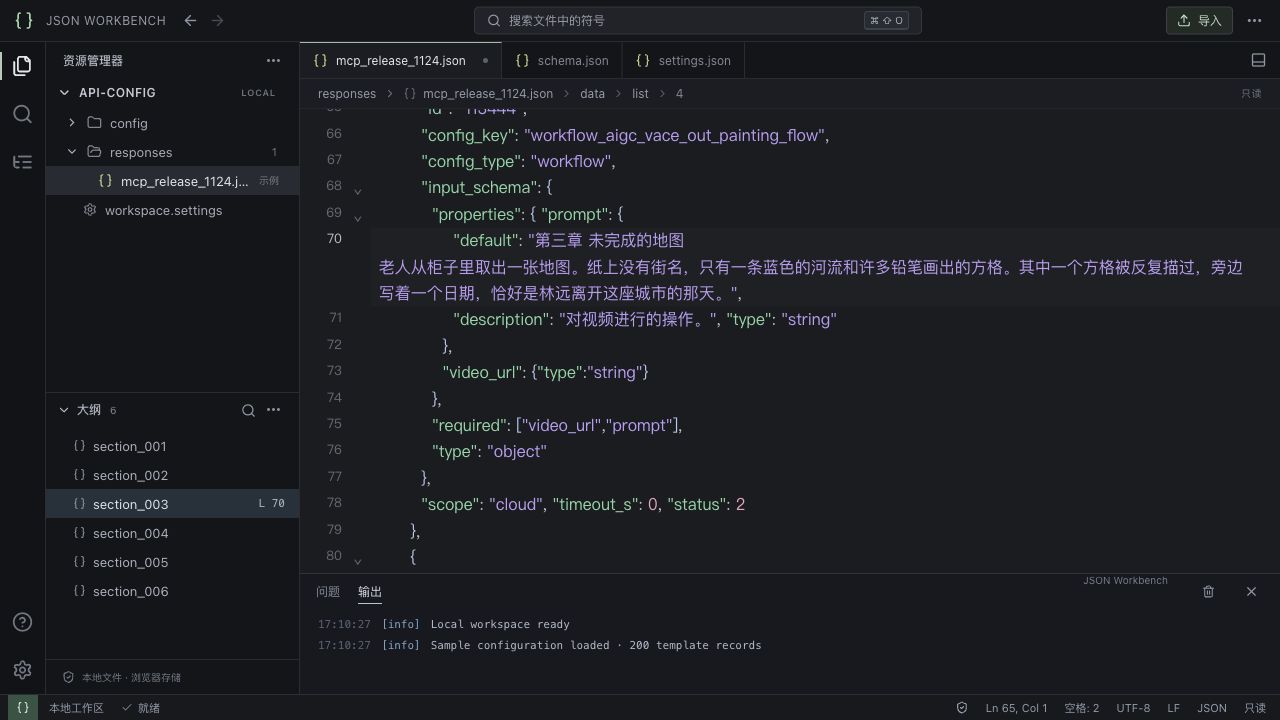 { } JSON WORKBENCH
搜索文件中的符号 ⌘ ⇧ O
导入
资源管理器
API-CONFIG LOCAL
config
responses 1
{} mcp_release_1124.j... 示例
workspace.settings
大纲 6
{} section_001
{} section_002
{} section_003 L 70
{} section_004
{} section_005
{} section_006
本地文件 · 浏览器存储
{} mcp_release_1124.json
{} schema.json
{} settings.json
responses > {} mcp_release_1124.json > data > list > 4 只读
66 "config_key": "workflow_aigc_vace_out_painting_flow",
67 "config_type": "workflow",
68 "input_schema": {
69 "properties": { "prompt": {
70 "default": "第三章 未完成的地图
老人从柜子里取出一张地图。纸上没有街名，只有一条蓝色的河流和许多铅笔画出的方格。其中一个方格被反复描过，旁边
写着一个日期，恰好是林远离开这座城市的那天。",
71 "description": "对视频进行的操作。", "type": "string"
72 },
73 "video_url": {"type":"string"}
74 },
75 "required": ["video_url","prompt"],
76 "type": "object"
77 },
78 "scope": "cloud", "timeout_s": 0, "status": 2
79 },
80 {
JSON Workbench
问题 输出
17:10:27 [info] Local workspace ready
17:10:27 [info] Sample configuration loaded · 200 template records
{} 本地工作区 就绪
Ln 65, Col 1 空格: 2 UTF-8 LF JSON 只读